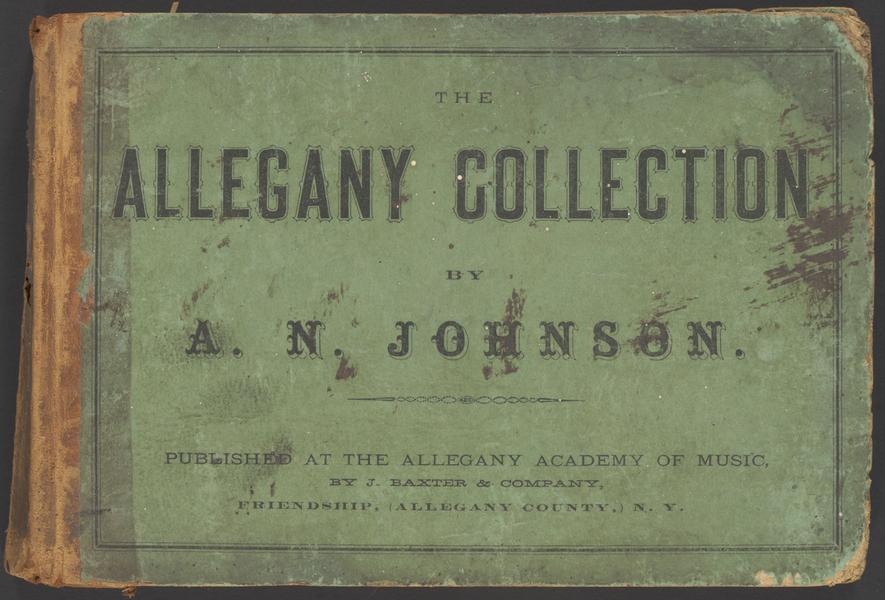 THE
ALLEGANY COLLECTION
BY
A. N. JOHNSON.
PUBLISHED AT THE ALLEGANY ACADEMY OF MUSIC,
BY J. BAXTER & COMPANY,
FRIENDSHIP, (ALLEGANY COUNTY,) N. Y.